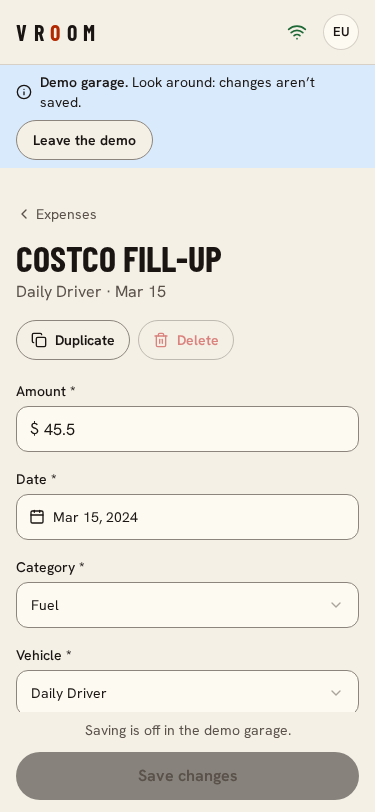 VROOM
EU
Demo garage. Look around: changes aren't
saved.
Leave the demo
Expenses
COSTCO FILL-UP
Daily Driver · Mar 15
Duplicate
Delete
Amount *
$ 45.5
Date *
Mar 15, 2024
Category *
Fuel
Vehicle *
Daily Driver
Saving is off in the demo garage.
Save changes